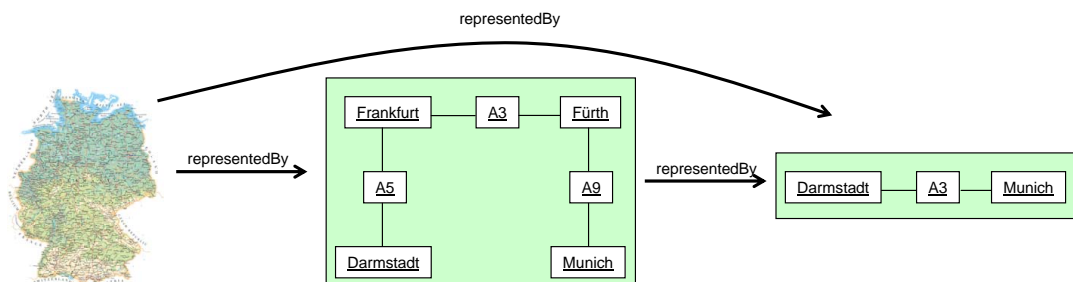 representedBy
Frankfurt A3 Fürth
representedBy
A5 A9
representedBy
Darmstadt A3 Munich
Darmstadt Munich